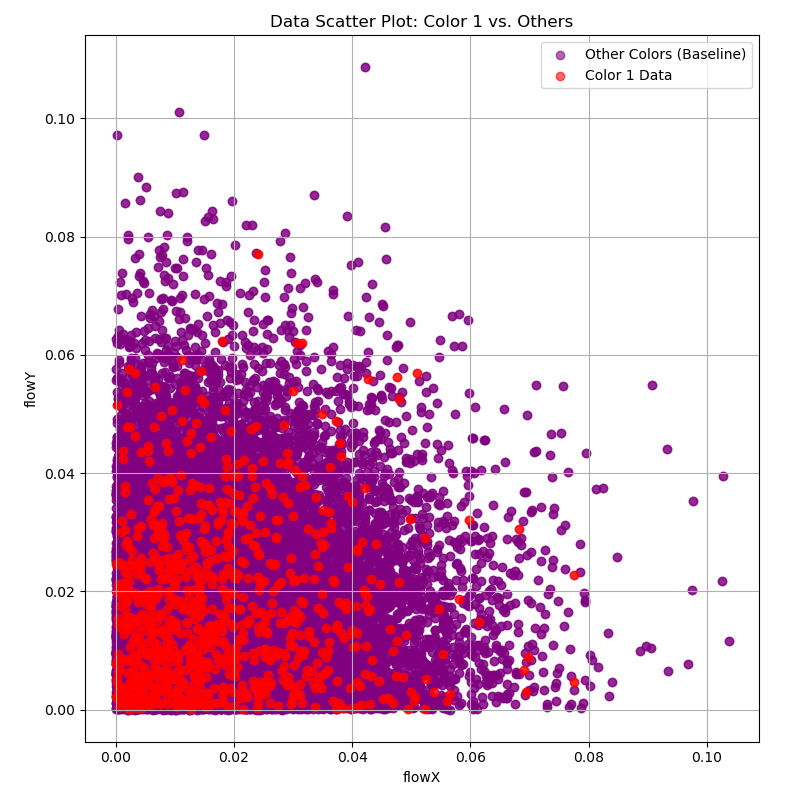 Data Scatter Plot: Color 1 vs. Others
Other Colors (Baseline)
Color 1 Data
flowY
0.10
0.08
0.06
0.04
0.02
0.00
0.00 0.02 0.04 0.06 0.08 0.10
flowX